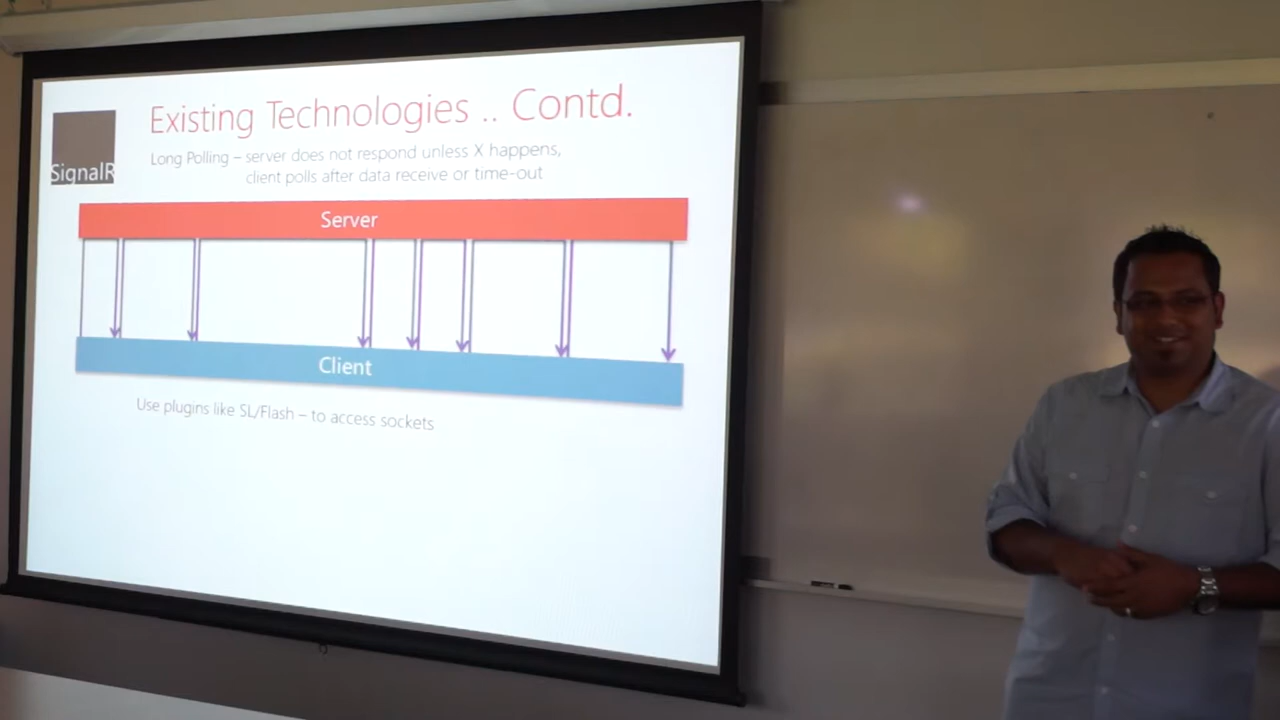 Existing Technologies .. Contd.
SignalR
Long Polling – server does not respond unless X happens,
client polls after data receive or time-out
Server
Client
Use plugins like SL/Flash – to access sockets